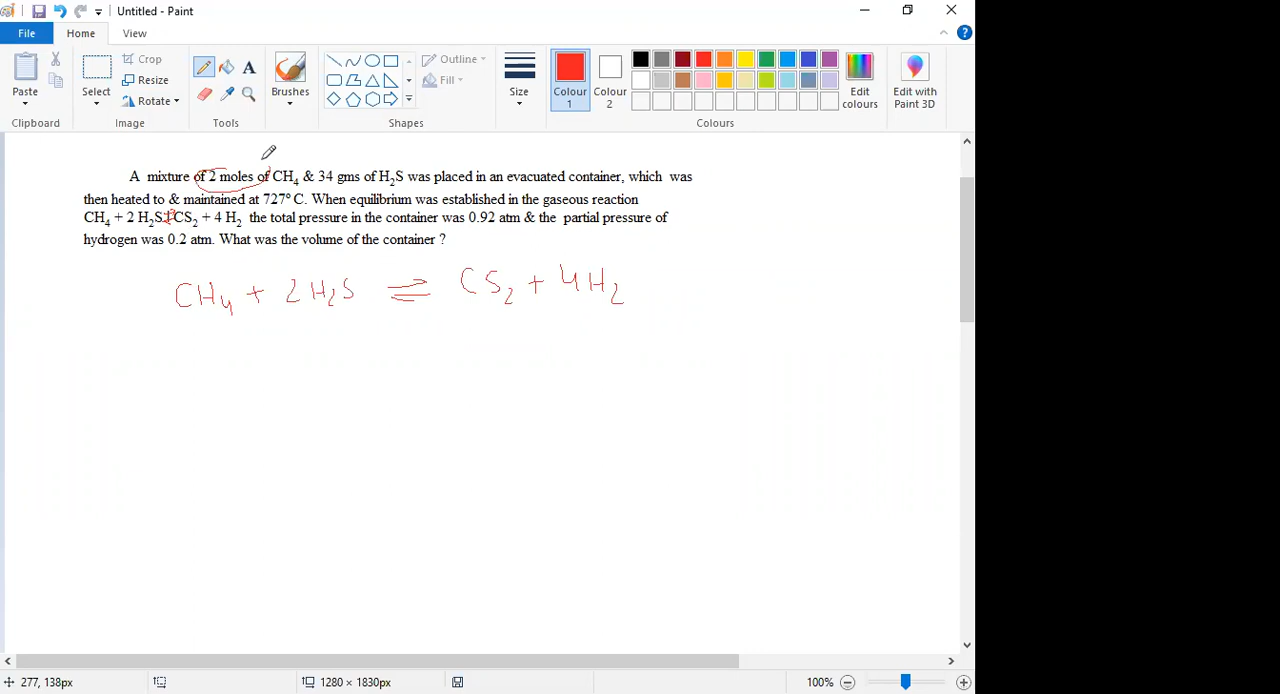 Untitled - Paint
File Home View
Paste
Clipboard
Select
Crop
Resize
Rotate
Image
A
Tools
Brushes
Outline
Fill
Shapes
Size
Colour 1
Colour 2
Edit colours
Edit with Paint 3D
Colours
A mixture of 2 moles of CH₄ & 34 gms of H₂S was placed in an evacuated container, which was
then heated to & maintained at 727° C. When equilibrium was established in the gaseous reaction
CH₄ + 2 H₂S ⇌ CS₂ + 4 H₂ the total pressure in the container was 0.92 atm & the partial pressure of
hydrogen was 0.2 atm. What was the volume of the container ?
CH₄ + 2H₂S ⇌ CS₂ + 4H₂
277, 138px
1280 × 1830px
100%